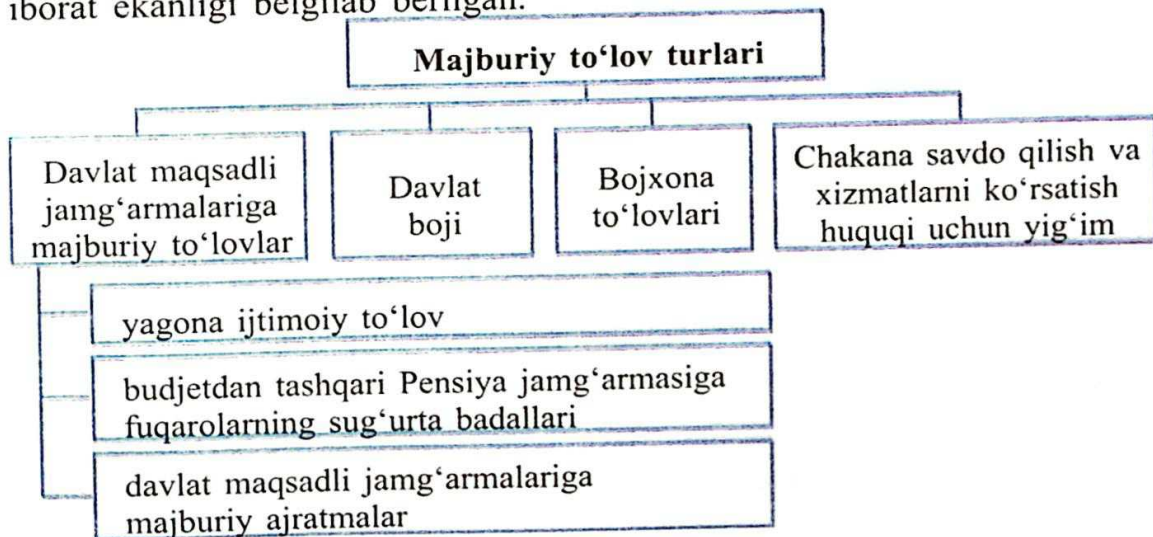 iborat ekanligi belgilab berilgan.
Majburiy to‘lov turlari
Davlat maqsadli
jamg‘armalariga
majburiy to‘lovlar
Davlat
boji
Bojxona
to‘lovlari
Chakana savdo qilish va
xizmatlarni ko‘rsatish
huquqi uchun yig‘im
yagona ijtimoiy to‘lov
budjetdan tashqari Pensiya jamg‘armasiga
fuqarolarning sug‘urta badallari
davlat maqsadli jamg‘armalariga
majburiy ajratmalar